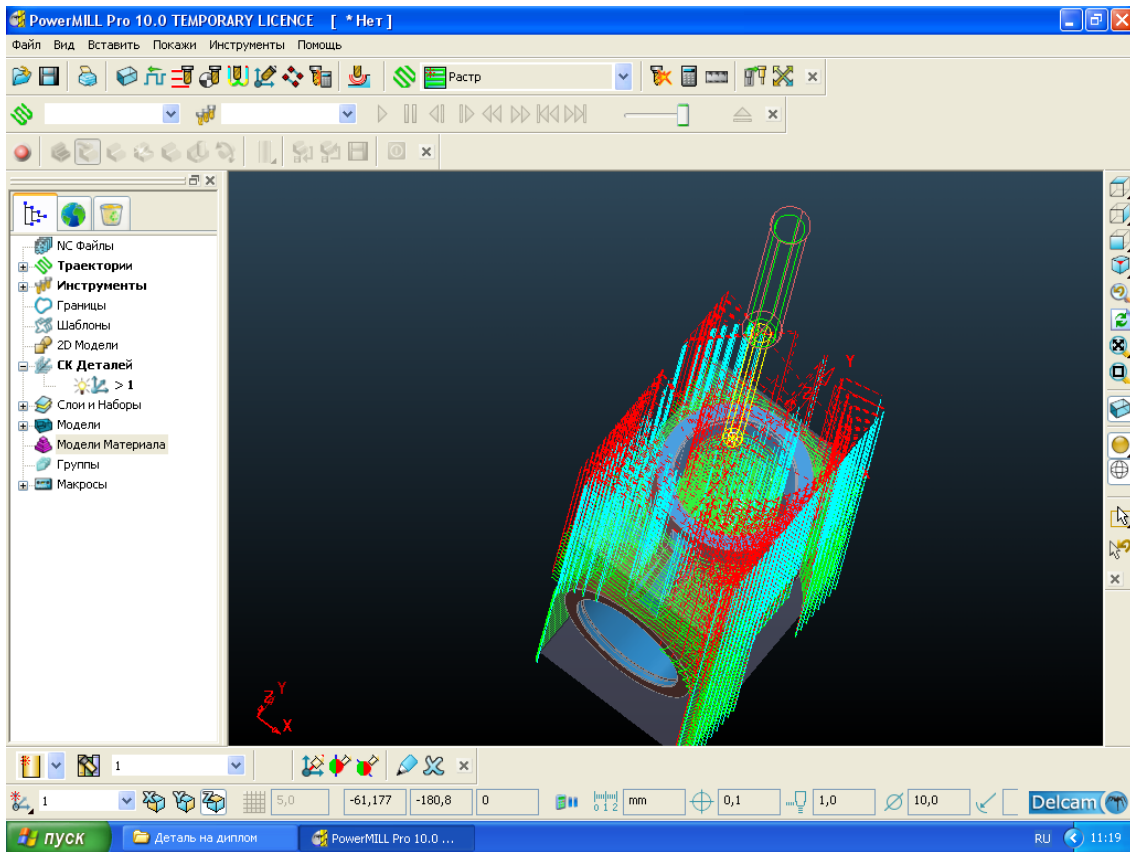 PowerMILL Pro 10.0 TEMPORARY LICENCE [ * Нет ]
Файл Вид Вставить Покажи Инструменты Помощь
Растр
NC Файлы
Траектории
Инструменты
Границы
Шаблоны
2D Модели
СК Деталей
> 1
Слои и Наборы
Модели
Модели Материала
Группы
Макросы
Y
Z Y
X
1
1 5,0 -61,177 -180,8 0 mm 0,1 1,0 10,0 Delcam
пуск Деталь на диплом PowerMILL Pro 10.0 ... RU 11:19